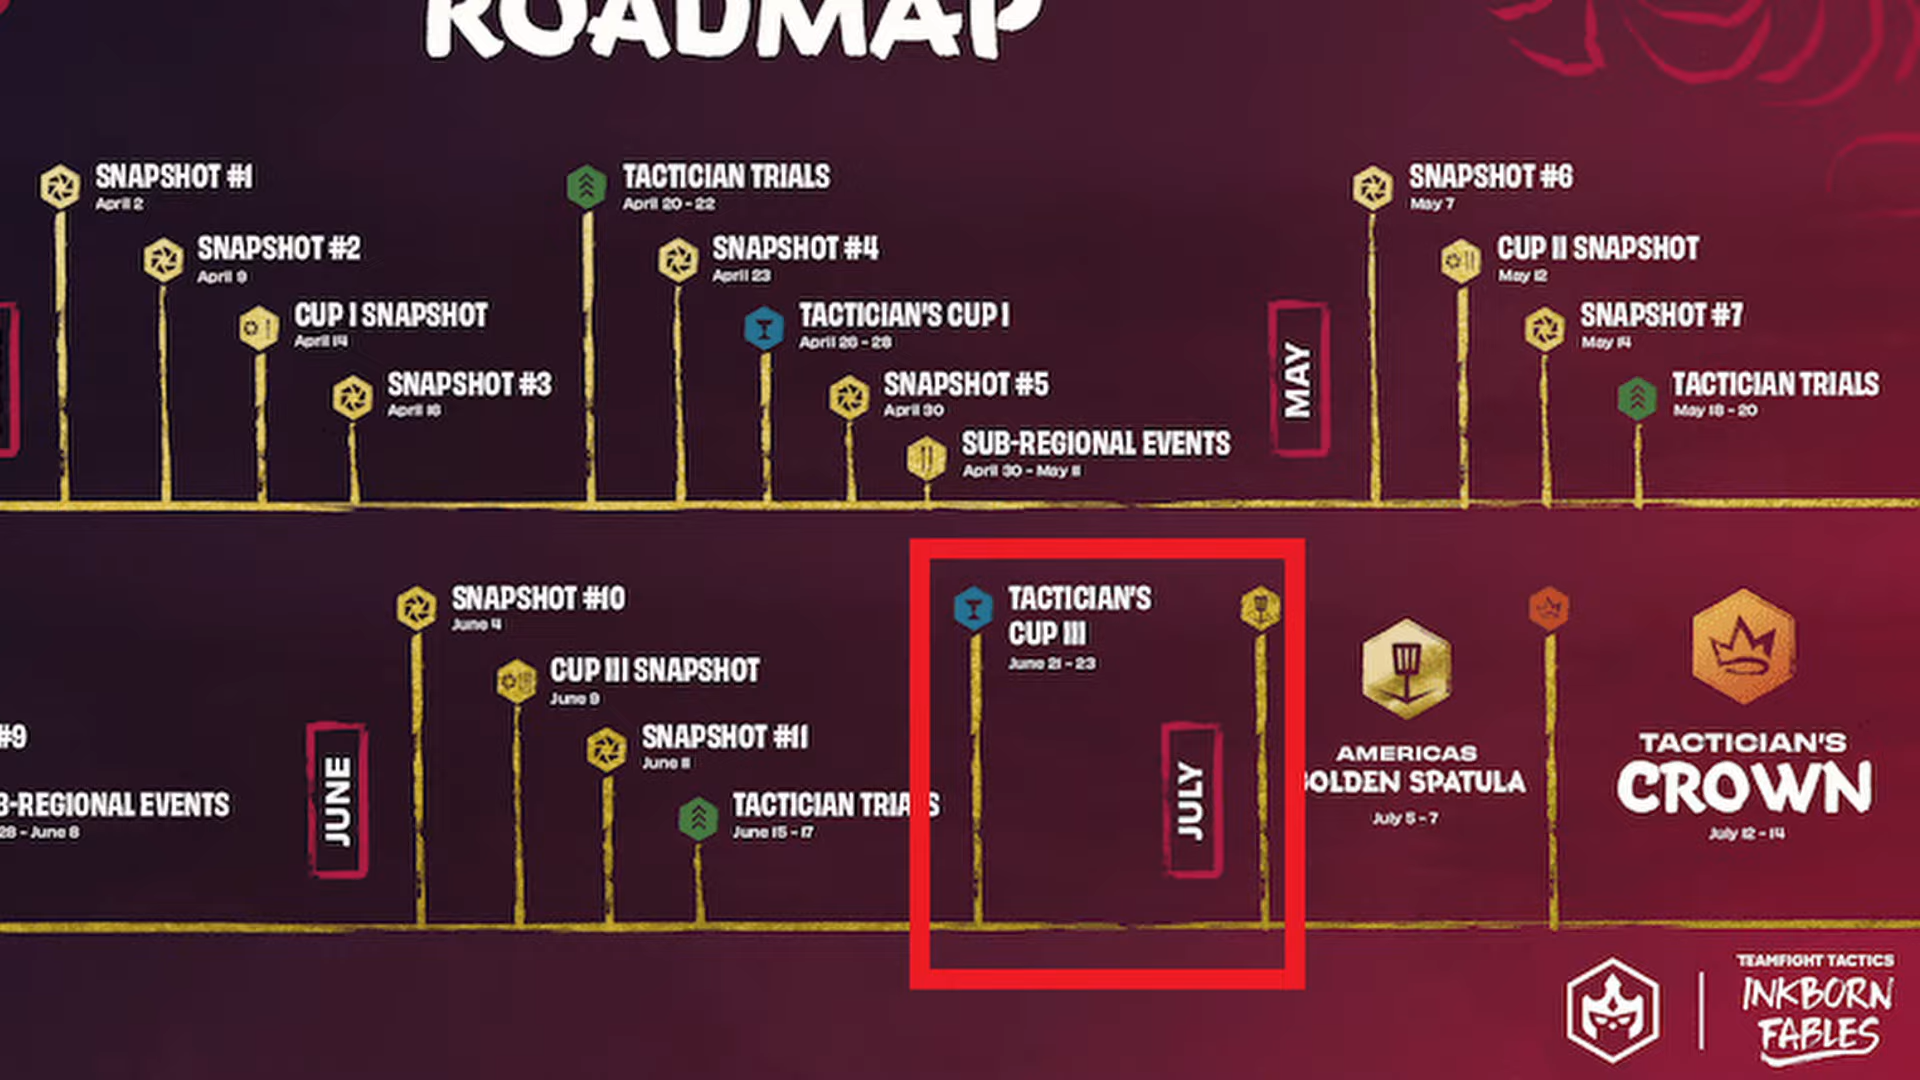 ROADMAP
SNAPSHOT #1
April 2
SNAPSHOT #2
April 9
CUP I SNAPSHOT
April 14
SNAPSHOT #3
April 16
TACTICIAN TRIALS
April 20 - 22
SNAPSHOT #4
April 23
TACTICIAN'S CUP I
April 26 - 28
SNAPSHOT #5
April 30
SUB-REGIONAL EVENTS
April 30 - May 11
MAY
SNAPSHOT #6
May 7
CUP II SNAPSHOT
May 12
SNAPSHOT #7
May 14
TACTICIAN TRIALS
May 18 - 20
#9
B-REGIONAL EVENTS
28 - June 8
JUNE
SNAPSHOT #10
June 4
CUP III SNAPSHOT
June 9
SNAPSHOT #11
June 11
TACTICIAN TRIALS
June 15 - 17
TACTICIAN'S
CUP III
June 21 - 23
JULY
AMERICAS
GOLDEN SPATULA
July 5 - 7
TACTICIAN'S
CROWN
July 12 - 14
TEAMFIGHT TACTICS
INKBORN
FABLES